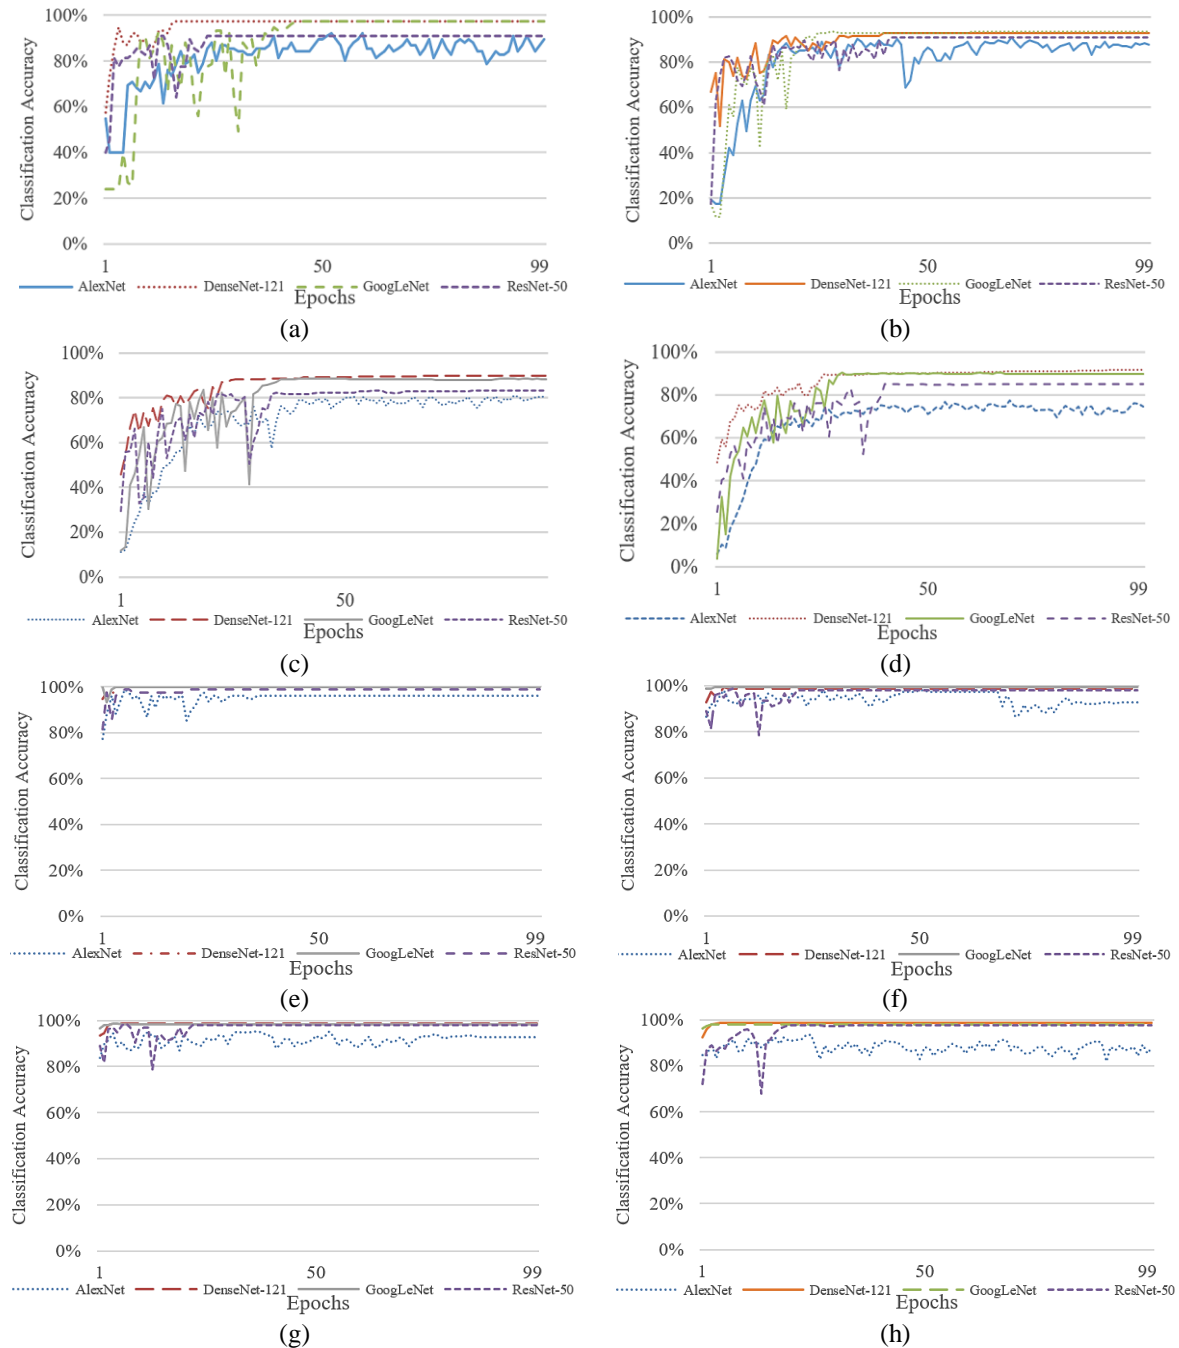 100%
80%
60%
40%
20%
0%
Classification Accuracy
1 50 99
AlexNet DenseNet-121 GoogLeNet ResNet-50
Epochs
(a)
100%
80%
60%
40%
20%
0%
Classification Accuracy
1 50 99
AlexNet DenseNet-121 GoogLeNet ResNet-50
Epochs
(b)
100%
80%
60%
40%
20%
0%
Classification Accuracy
1 50
AlexNet DenseNet-121 GoogLeNet ResNet-50
Epochs
(c)
100%
80%
60%
40%
20%
0%
Classification Accuracy
1 50 99
AlexNet DenseNet-121 GoogLeNet ResNet-50
Epochs
(d)
100%
80%
60%
40%
20%
0%
Classification Accuracy
1 50 99
AlexNet DenseNet-121 GoogLeNet ResNet-50
Epochs
(e)
100%
80%
60%
40%
20%
0%
Classification Accuracy
1 50 99
AlexNet DenseNet-121 GoogLeNet ResNet-50
Epochs
(f)
100%
80%
60%
40%
20%
0%
Classification Accuracy
1 50 99
AlexNet DenseNet-121 GoogLeNet ResNet-50
Epochs
(g)
100%
80%
60%
40%
20%
0%
Classification Accuracy
1 50 99
AlexNet DenseNet-121 GoogLeNet ResNet-50
Epochs
(h)